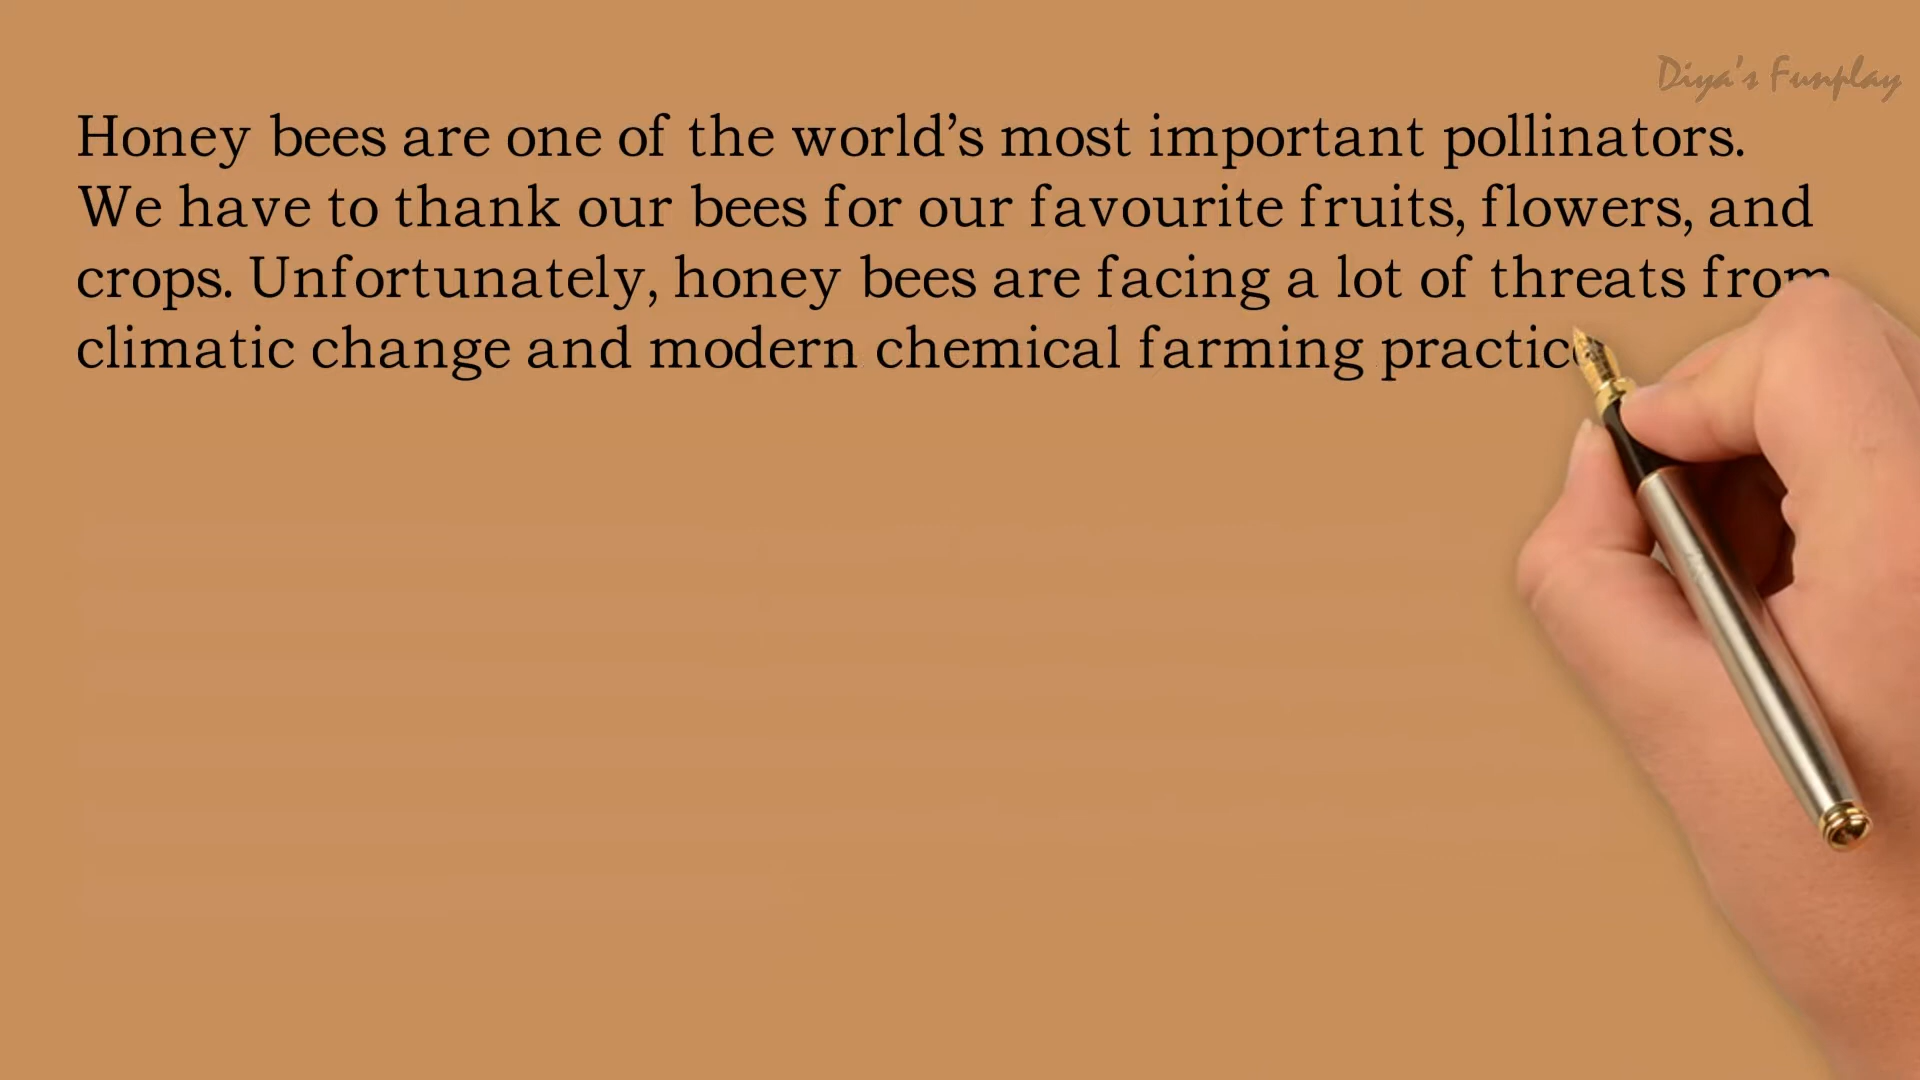 Diya's Funplay
Honey bees are one of the world’s most important pollinators.
We have to thank our bees for our favourite fruits, flowers, and
crops. Unfortunately, honey bees are facing a lot of threats from
climatic change and modern chemical farming